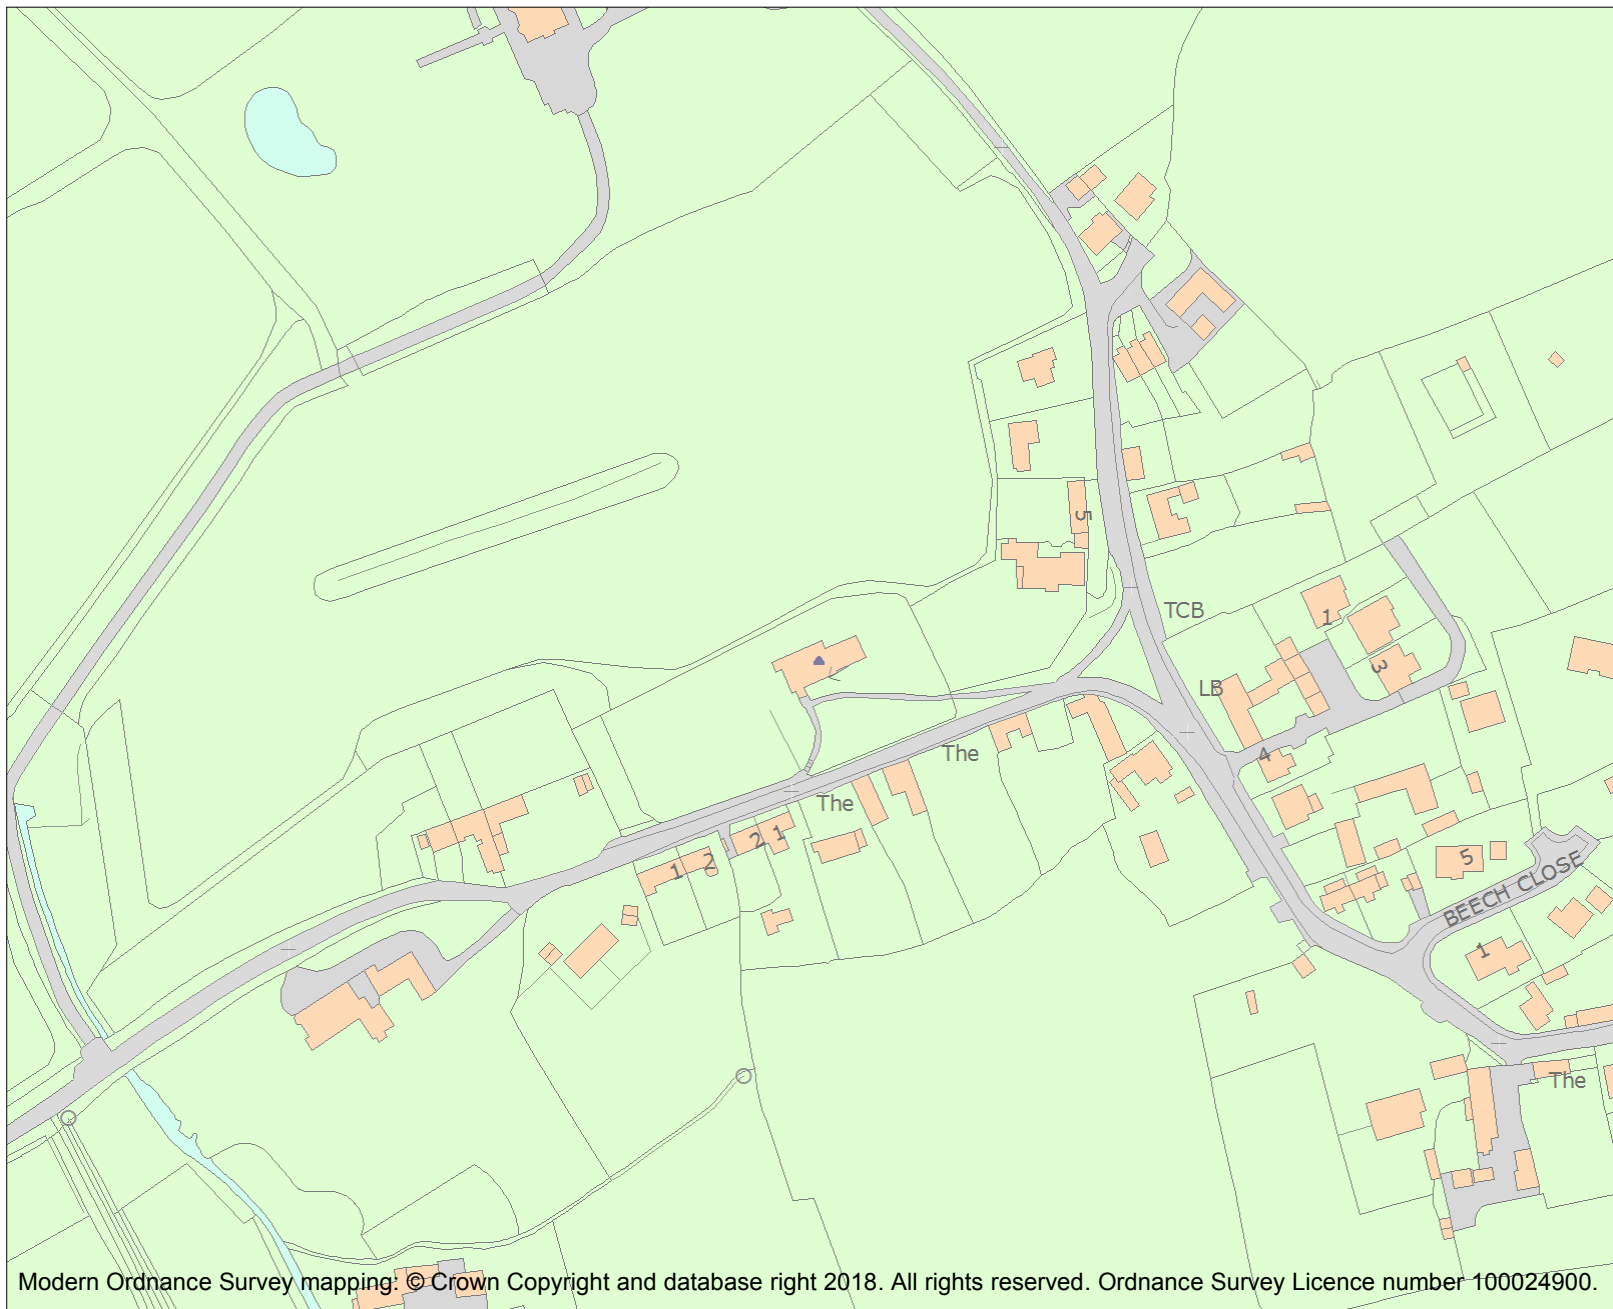 5
TCB
1
3
LB
The
4
The
2 1
1 2
5
BEECH CLOSE
1
The
Modern Ordnance Survey mapping: © Crown Copyright and database right 2018. All rights reserved. Ordnance Survey Licence number 100024900.